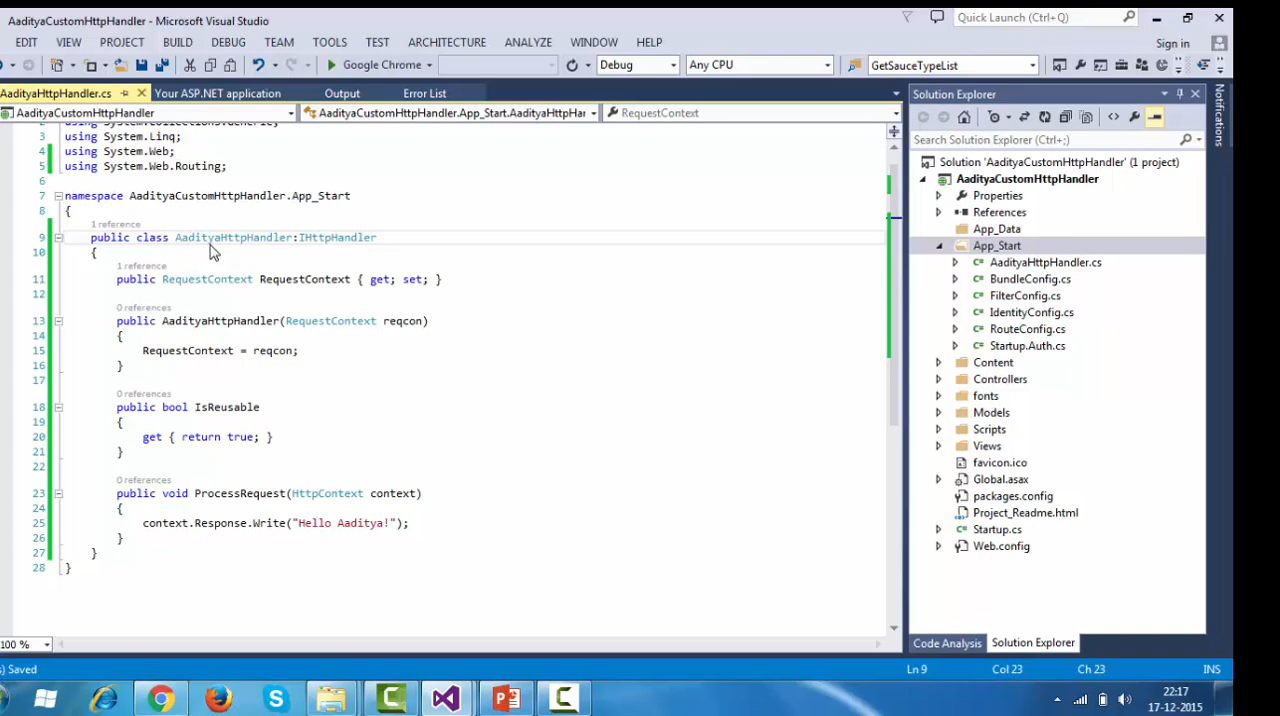 AadityaCustomHttpHandler - Microsoft Visual Studio
Quick Launch (Ctrl+Q)
EDIT VIEW PROJECT BUILD DEBUG TEAM TOOLS TEST ARCHITECTURE ANALYZE WINDOW HELP
Sign in
Google Chrome Debug Any CPU GetSauceTypeList
AadityaHttpHandler.cs Your ASP.NET application Output Error List
AadityaCustomHttpHandler AadityaCustomHttpHandler.App_Start.AadityaHttpHar RequestContext
2 using System.Collections.Generic;
3 using System.Linq;
4 using System.Web;
5 using System.Web.Routing;
6
7 namespace AadityaCustomHttpHandler.App_Start
8 {
1 reference
9 public class AadityaHttpHandler:IHttpHandler
10 {
1 reference
11 public RequestContext RequestContext { get; set; }
12
0 references
13 public AadityaHttpHandler(RequestContext reqcon)
14 {
15 RequestContext = reqcon;
16 }
17
0 references
18 public bool IsReusable
19 {
20 get { return true; }
21 }
22
0 references
23 public void ProcessRequest(HttpContext context)
24 {
25 context.Response.Write("Hello Aaditya!");
26 }
27 }
28 }
100 %
Solution Explorer
Search Solution Explorer (Ctrl+;)
Solution 'AadityaCustomHttpHandler' (1 project)
AadityaCustomHttpHandler
Properties
References
App_Data
App_Start
AadityaHttpHandler.cs
BundleConfig.cs
FilterConfig.cs
IdentityConfig.cs
RouteConfig.cs
Startup.Auth.cs
Content
Controllers
fonts
Models
Scripts
Views
favicon.ico
Global.asax
packages.config
Project_Readme.html
Startup.cs
Web.config
Code Analysis Solution Explorer
Notifications
) Saved Ln 9 Col 23 Ch 23 INS
22:17
17-12-2015